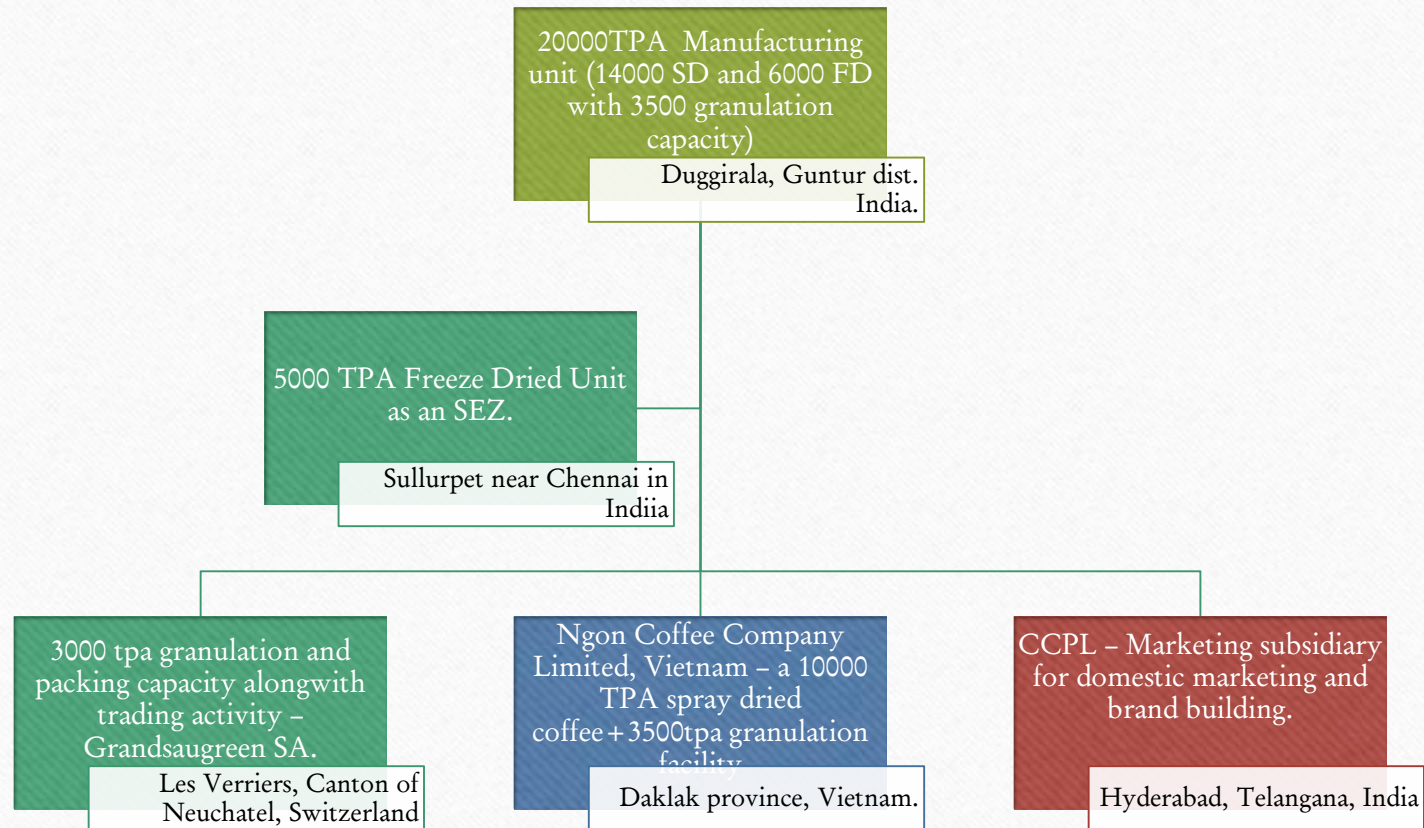 20000TPA Manufacturing
unit (14000 SD and 6000 FD
with 3500 granulation
capacity)
Duggirala, Guntur dist.
India.
5000 TPA Freeze Dried Unit
as an SEZ.
Sullurpet near Chennai in
Indiia
3000 tpa granulation and
packing capacity alongwith
trading activity –
Grandsaugreen SA.
Les Verriers, Canton of
Neuchatel, Switzerland
Ngon Coffee Company
Limited, Vietnam – a 10000
TPA spray dried
coffee+3500tpa granulation
facility
Daklak province, Vietnam.
CCPL – Marketing subsidiary
for domestic marketing and
brand building.
Hyderabad, Telangana, India